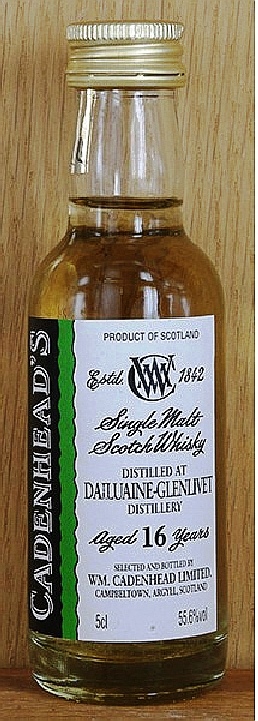 CADENHEAD'S
PRODUCT OF SCOTLAND
Estd. WC 1842
Single Malt
Scotch Whisky
DISTILLED AT
DAILUAINE-GLENLIVET
DISTILLERY
Aged 16 Years
SELECTED AND BOTTLED BY
WM. CADENHEAD LIMITED,
CAMPBELTOWN, ARGYLL, SCOTLAND
5cl 55.6%vol